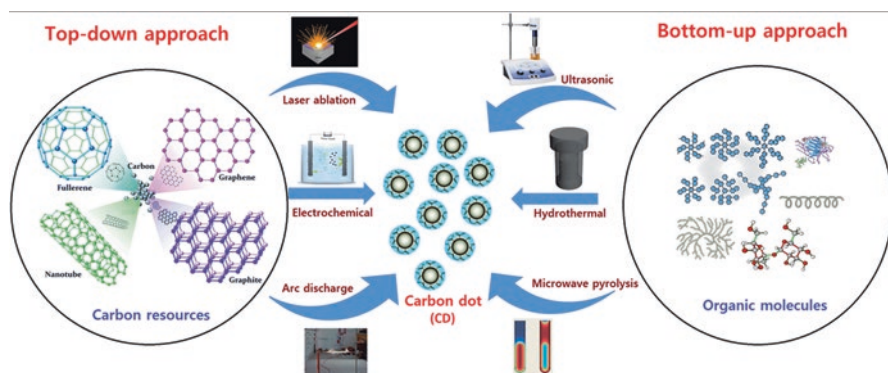 Top-down approach
Bottom-up approach
Laser ablation
Ultrasonic
Fullerene
Carbon
Graphene
Electrochemical
Hydrothermal
Nanotube
Graphite
Arc discharge
Microwave pyrolysis
Carbon resources
Carbon dot
(CD)
Organic molecules